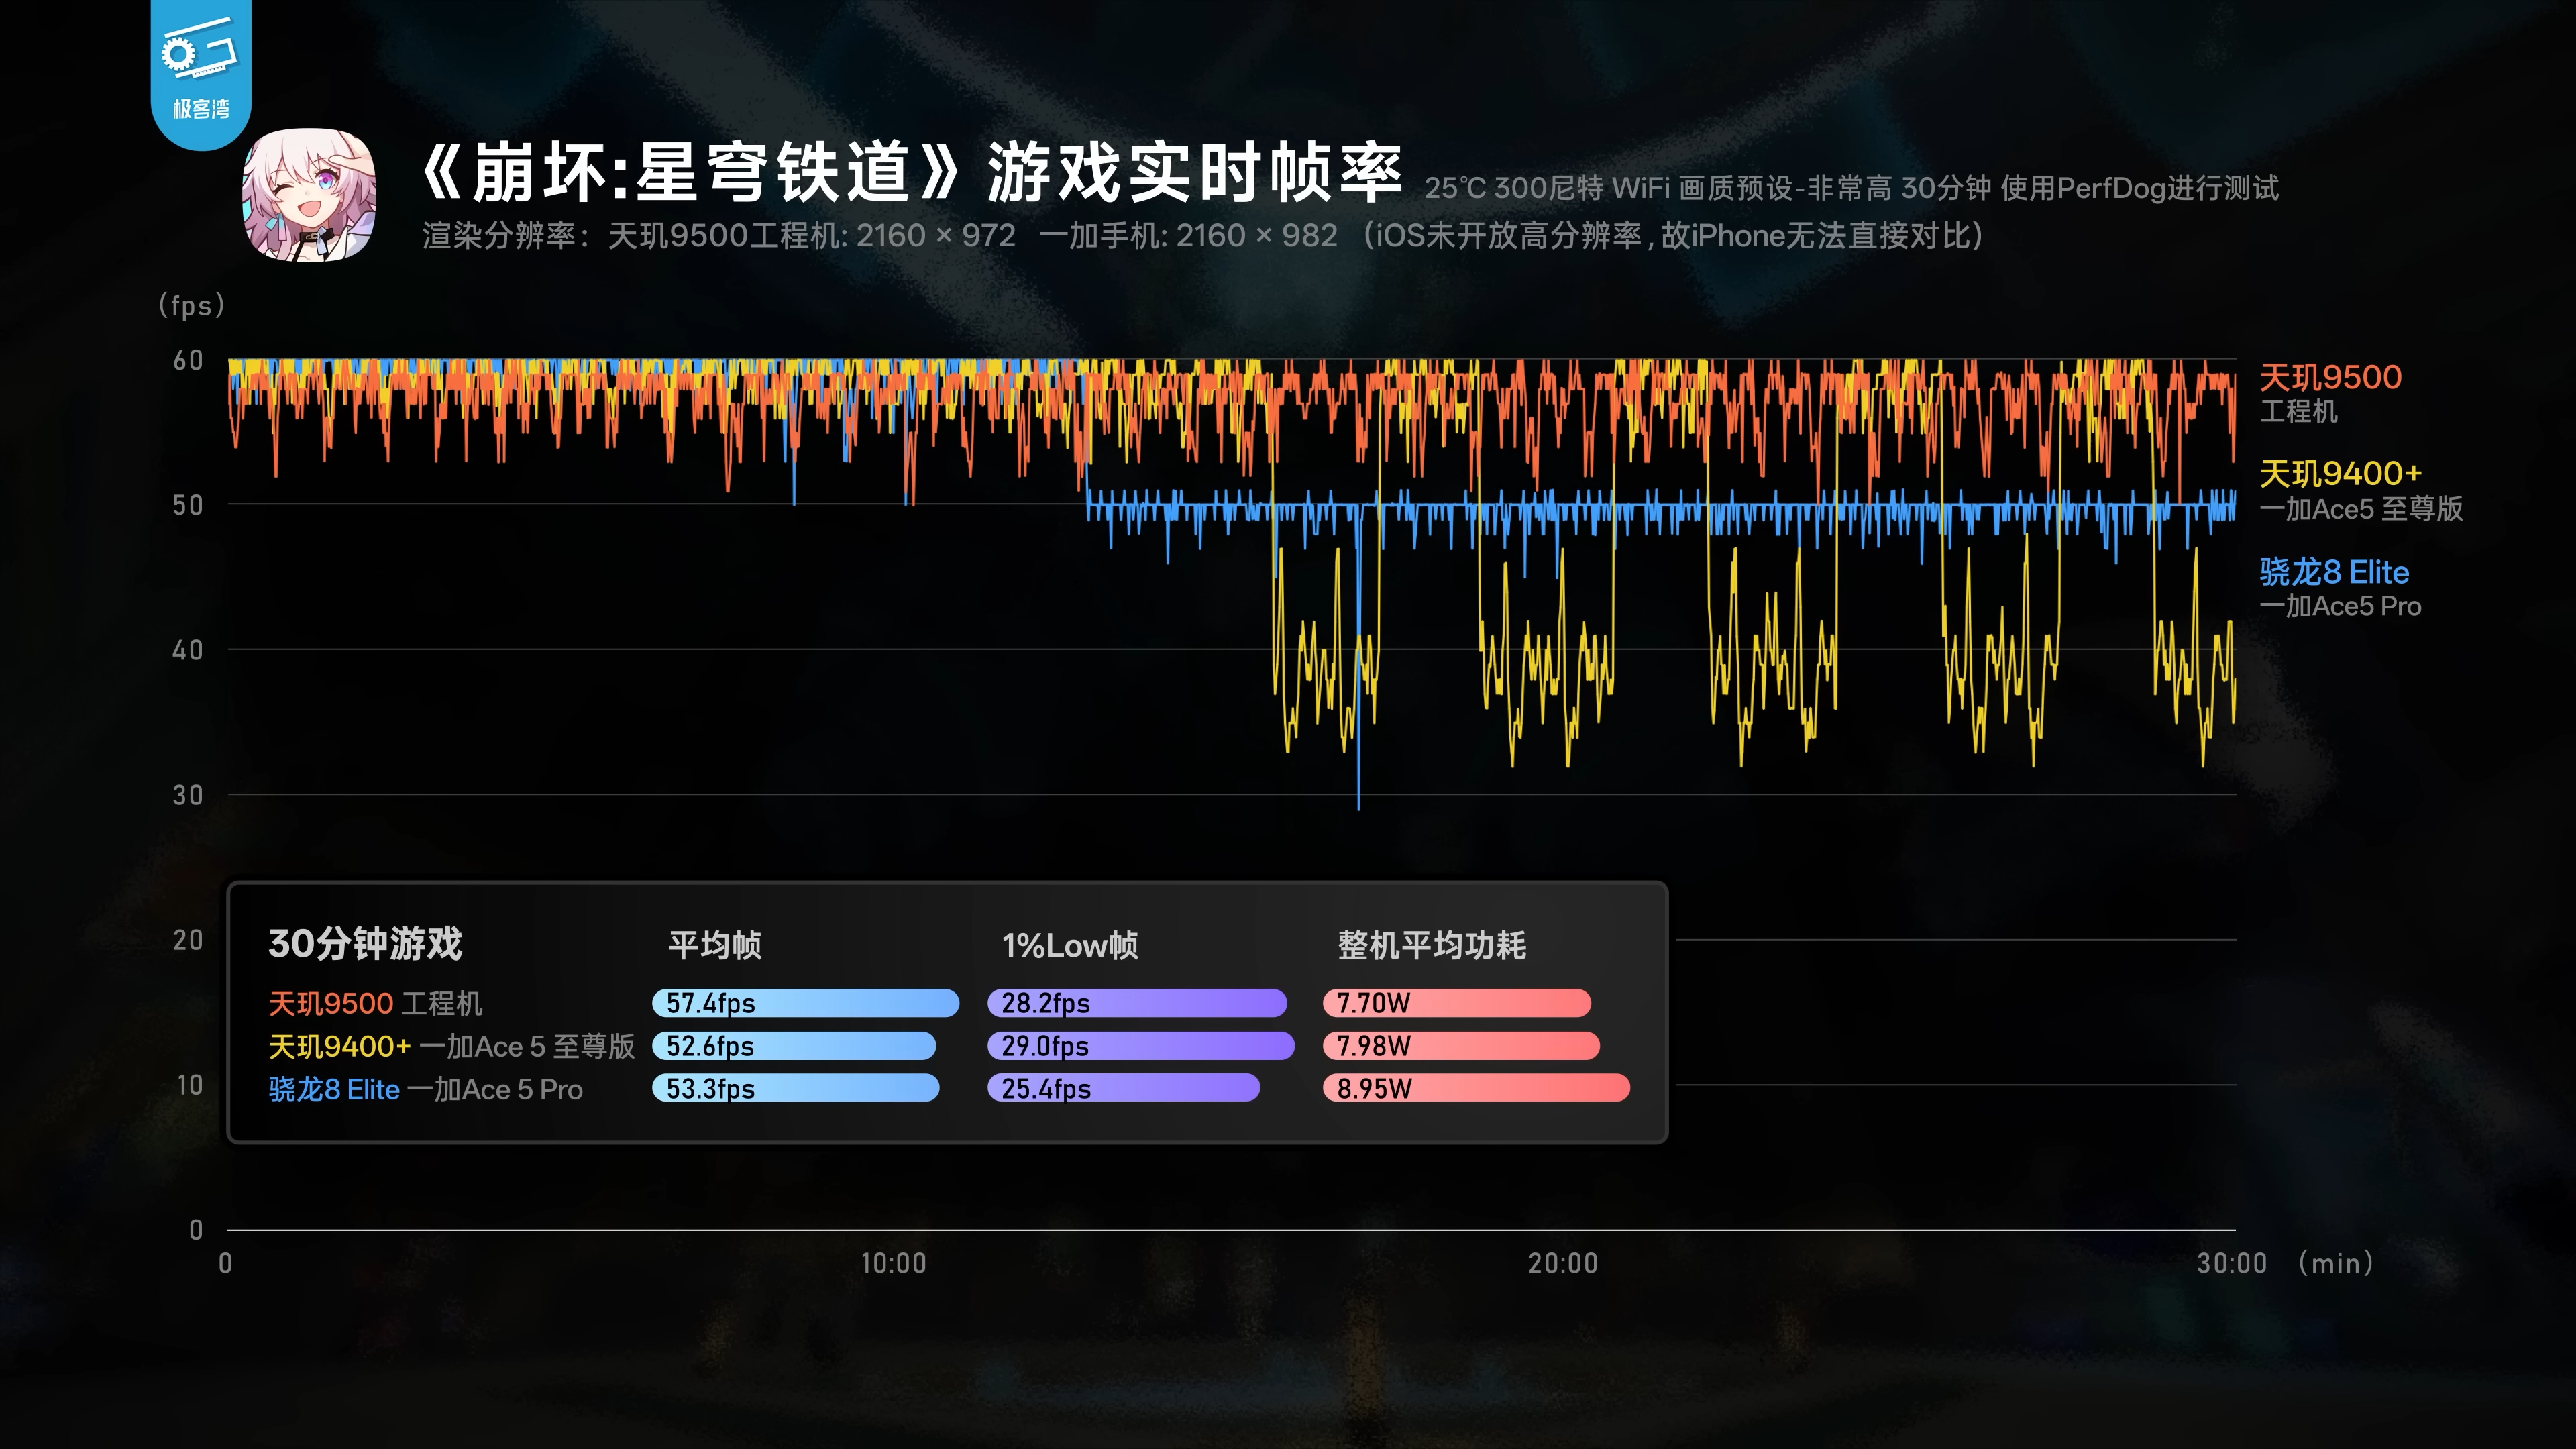 极客湾
《崩坏:星穹铁道》游戏实时帧率 25℃ 300尼特 WiFi 画质预设-非常高 30分钟 使用PerfDog进行测试
渲染分辨率：天玑9500工程机: 2160 × 972 一加手机: 2160 × 982 （iOS未开放高分辨率，故iPhone无法直接对比）
（fps）
60
50
40
30
20
10
0
天玑9500
工程机
天玑9400+
一加Ace5 至尊版
骁龙8 Elite
一加Ace5 Pro
30分钟游戏 平均帧 1%Low帧 整机平均功耗
天玑9500 工程机 57.4fps 28.2fps 7.70W
天玑9400+ 一加Ace 5 至尊版 52.6fps 29.0fps 7.98W
骁龙8 Elite 一加Ace 5 Pro 53.3fps 25.4fps 8.95W
0 10:00 20:00 30:00 （min）